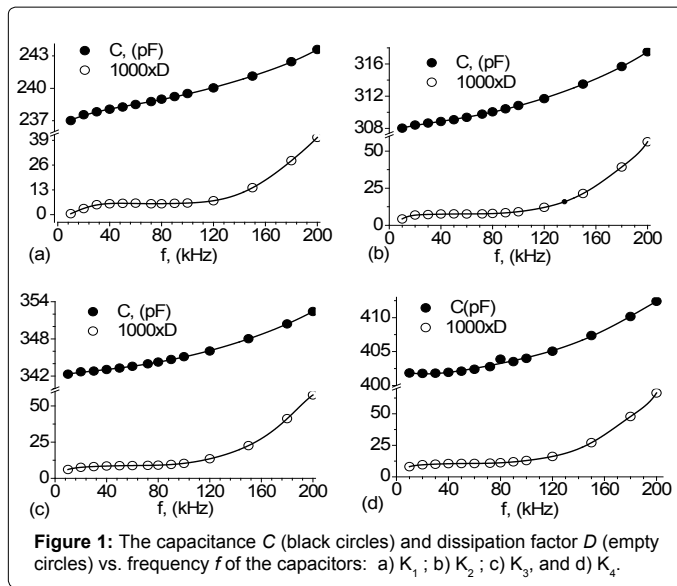 243
240
237
39
26
13
0
C, (pF)
1000xD
0 40 80 120 160 200
(a)
f, (kHz)
316
312
308
50
25
0
C, (pF)
1000xD
0 40 80 120 160 200
(b)
f, (kHz)
354
348
342
50
25
0
C, (pF)
1000xD
0 40 80 120 160 200
(c)
f, (kHz)
410
405
400
50
25
0
C(pF)
1000xD
0 40 80 120 160 200
(d)
f, (kHz)
Figure 1: The capacitance C (black circles) and dissipation factor D (empty
circles) vs. frequency f of the capacitors: a) K1 ; b) K2 ; c) K3, and d) K4.